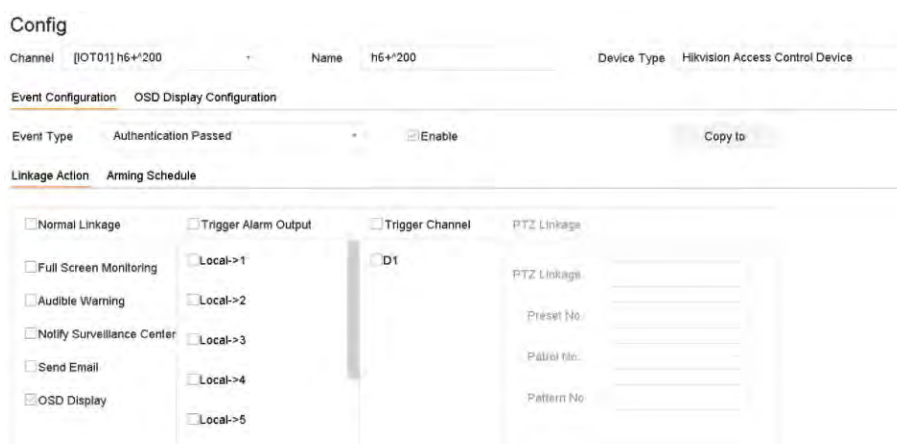 Config
Channel [IOT01] h6+^200 Name h6+^200 Device Type Hikvision Access Control Device
Event Configuration OSD Display Configuration
Event Type Authentication Passed Enable Copy to
Linkage Action Arming Schedule
Normal Linkage Trigger Alarm Output Trigger Channel PTZ Linkage
Full Screen Monitoring Local->1 D1 PTZ Linkage
Audible Warning Local->2 Preset No.
Notify Surveillance Center Local->3 Patrol No.
Send Email Local->4 Pattern No
OSD Display Local->5